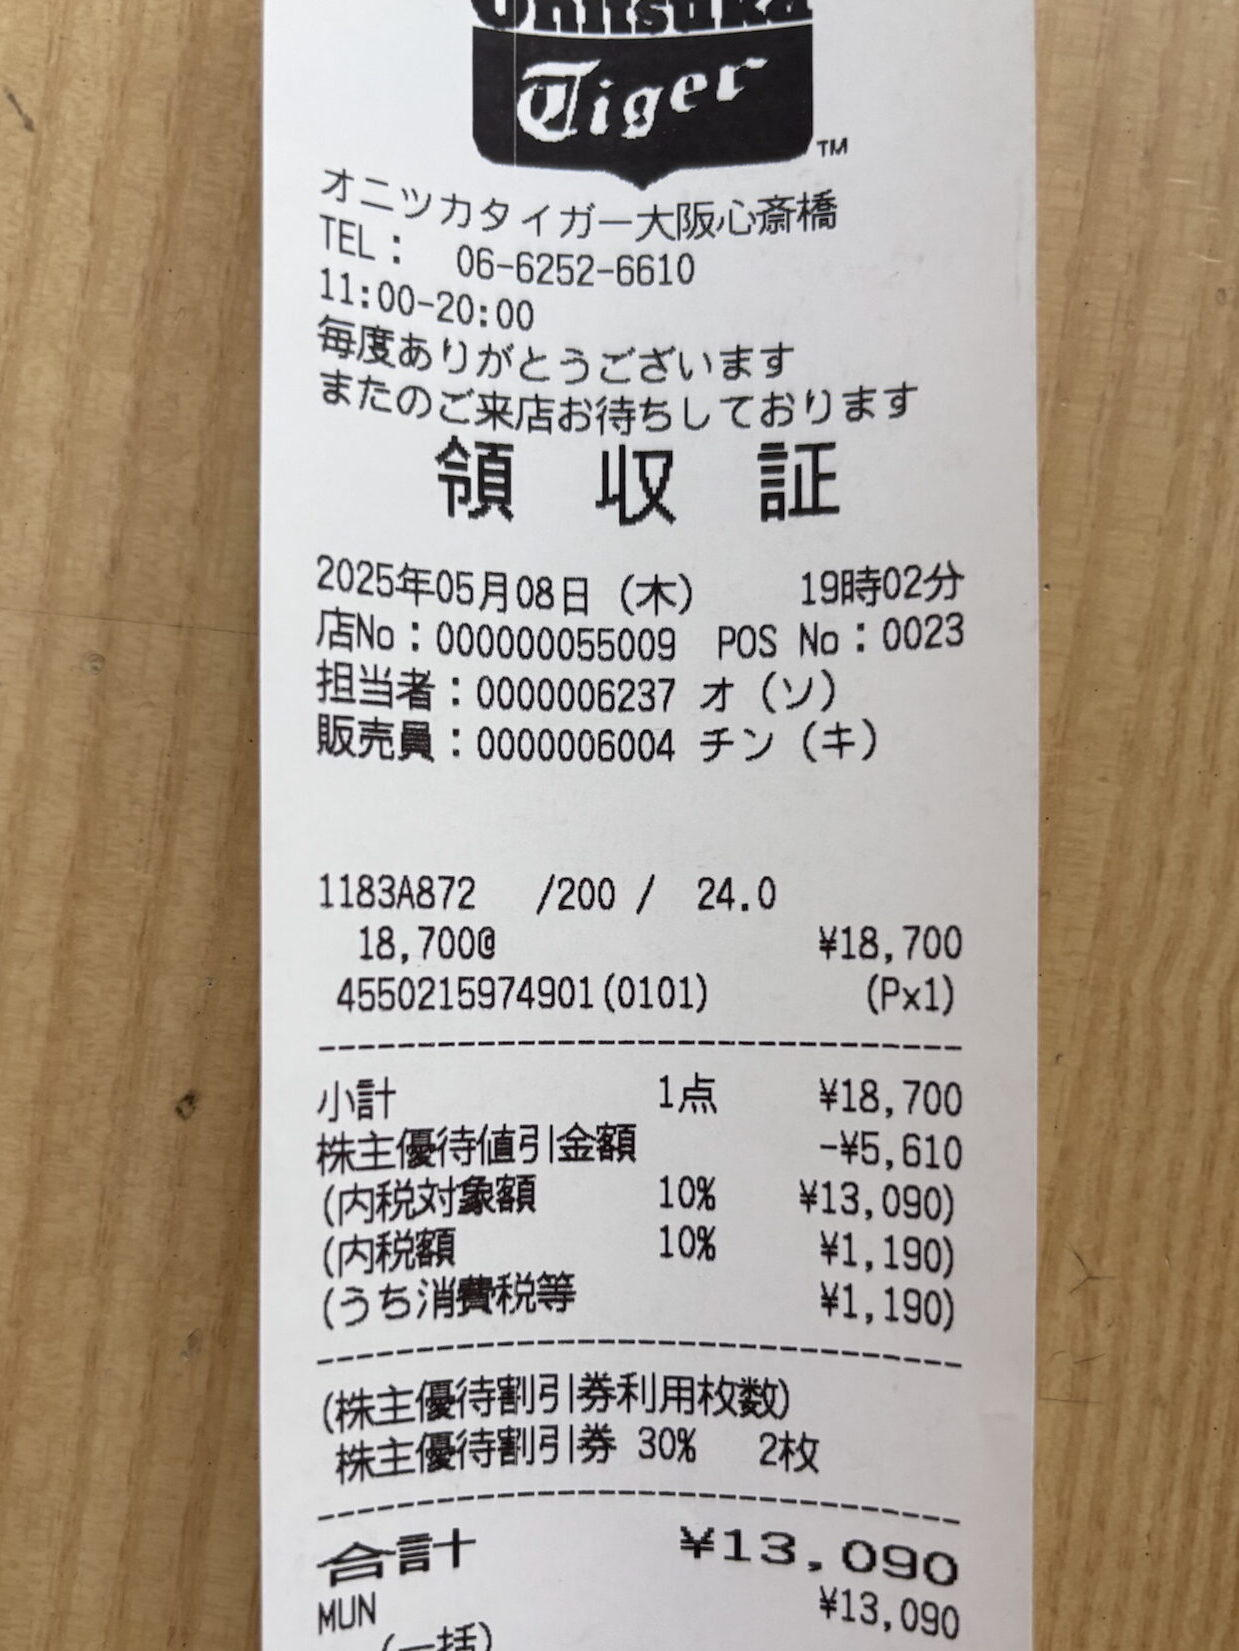 Onitsuka
Tiger
TM
オニツカタイガー大阪心斎橋
TEL： 06-6252-6610
11:00-20:00
毎度ありがとうございます
またのご来店お待ちしております
領 収 証
2025年05月08日（木） 19時02分
店No：000000055009 POS No：0023
担当者：0000006237 オ（ソ）
販売員：0000006004 チン（キ）
1183A872 /200 / 24.0
18,700@ ¥18,700
4550215974901(0101) (Px1)
小計 1点 ¥18,700
株主優待値引金額 -¥5,610
(内税対象額 10% ¥13,090)
(内税額 10% ¥1,190)
(うち消費税等 ¥1,190)
(株主優待割引券利用枚数)
株主優待割引券 30% 2枚
合計 ¥13,090
MUN ¥13,090
(一括)